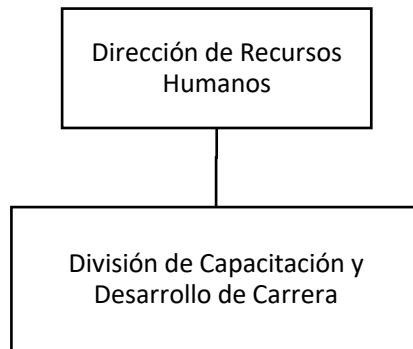 Dirección de Recursos
Humanos
División de Capacitación y
Desarrollo de Carrera